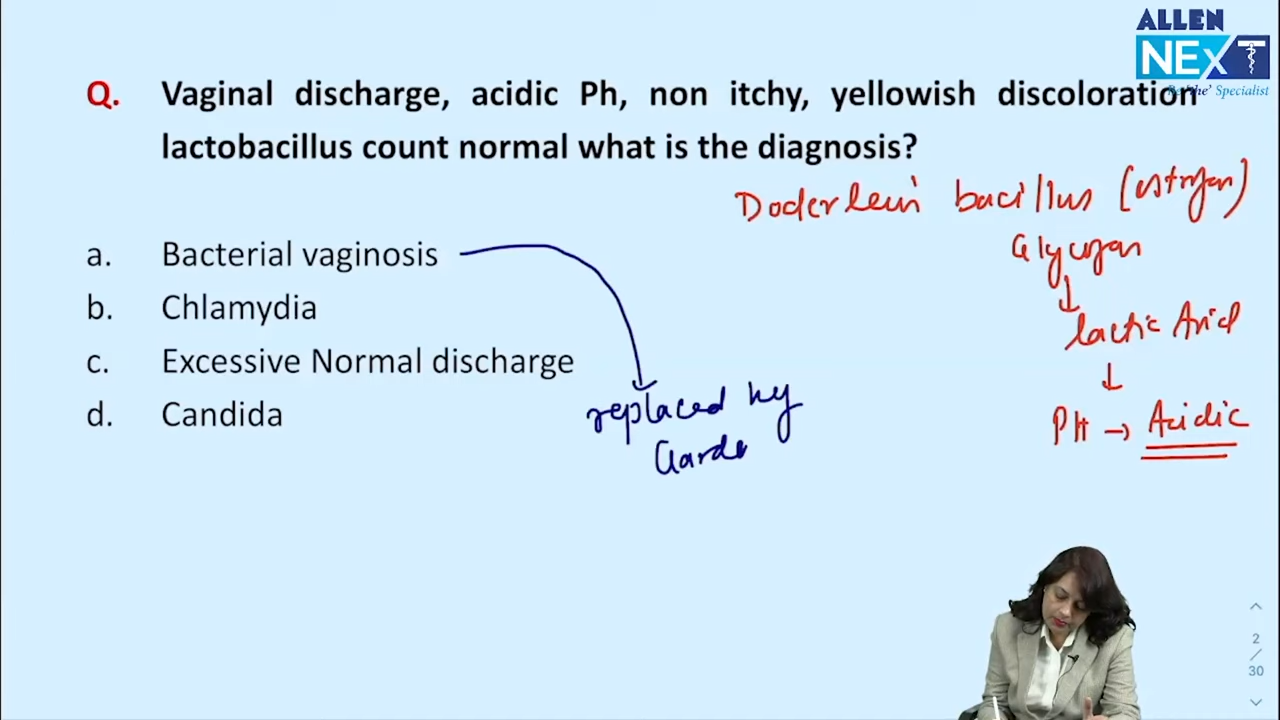 ALLEN
NEXT
Be 'the' Specialist
Q. Vaginal discharge, acidic Ph, non itchy, yellowish discoloration
lactobacillus count normal what is the diagnosis?
Doderlein bacillus (estrogen)
Glycogen
↓
lactic Acid
↓
PH → Acidic
a. Bacterial vaginosis
b. Chlamydia
c. Excessive Normal discharge
d. Candida
replaced by
Gard
2
/
30